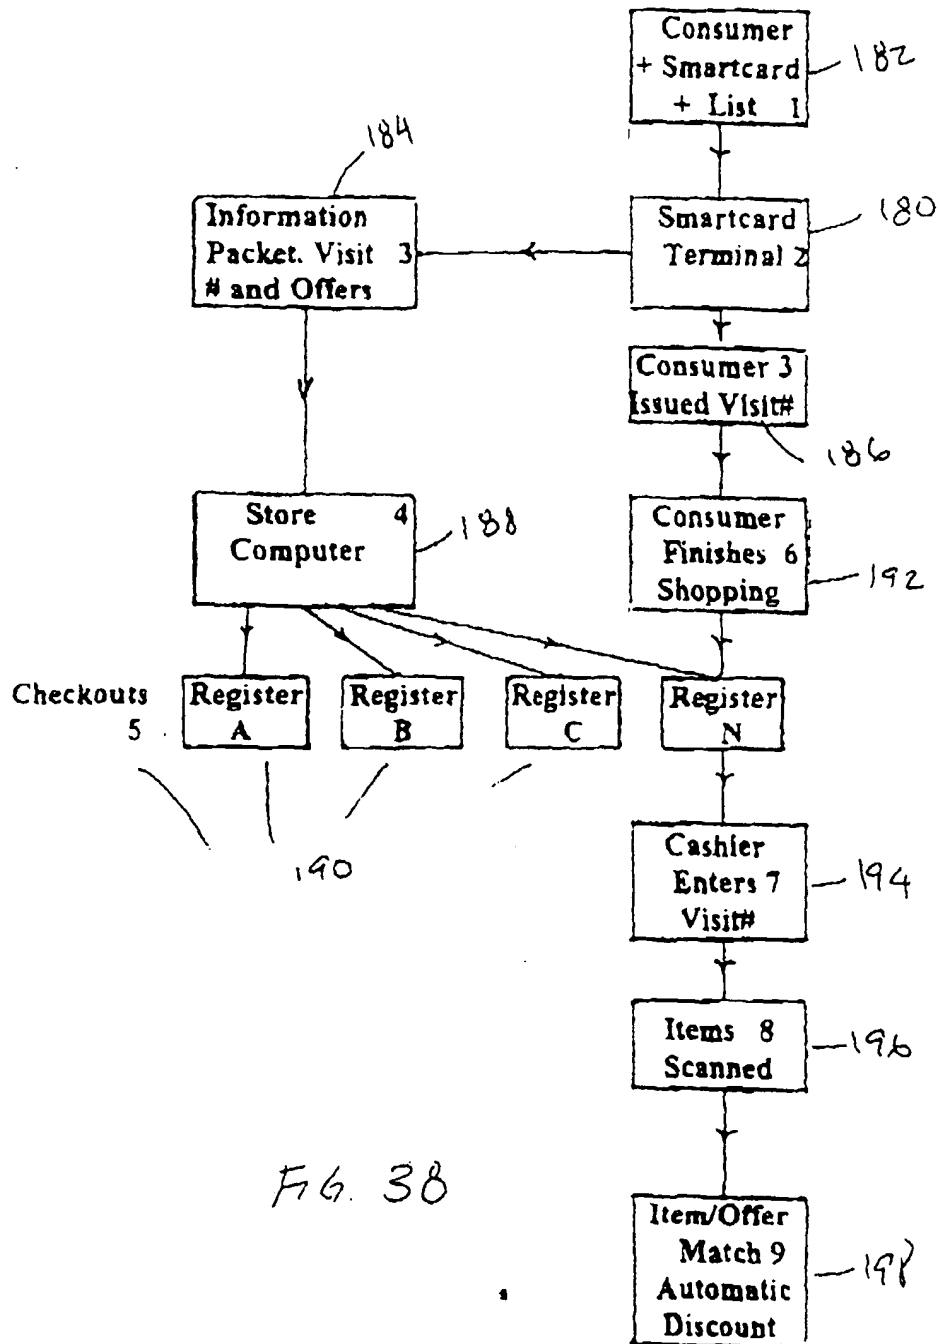 Consumer
+ Smartcard
+ List 1
182
184
Information
Packet. Visit 3
# and Offers
Smartcard
Terminal 2
180
Consumer 3
Issued Visit#
186
Store 4
Computer
188
Consumer
Finishes 6
Shopping
192
Checkouts
5
Register
A
Register
B
Register
C
Register
N
190
Cashier
Enters 7
Visit#
194
Items 8
Scanned
196
FIG. 38
Item/Offer
Match 9
Automatic
Discount
198